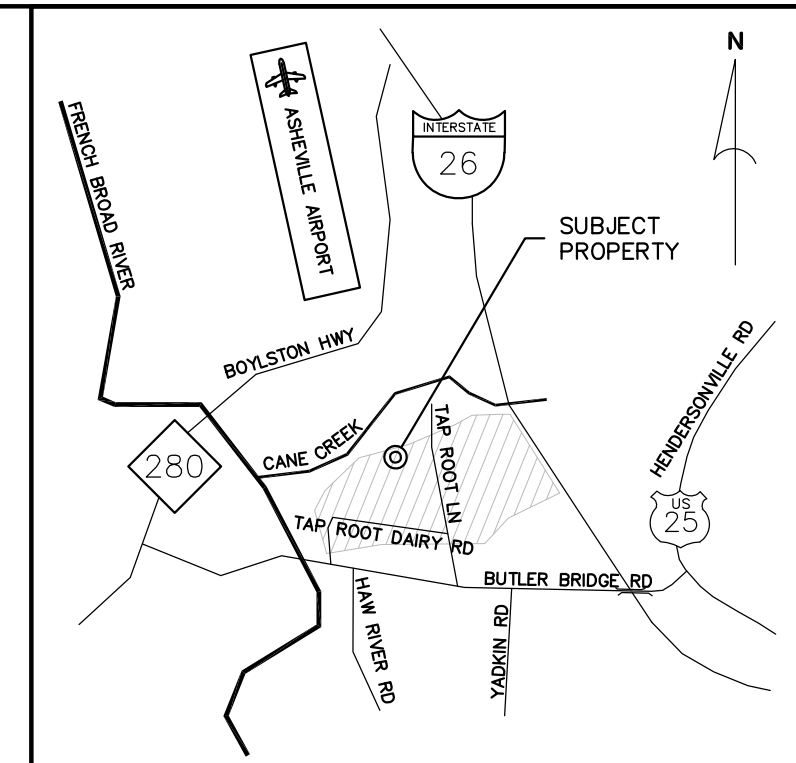 N
FRENCH BROAD RIVER
ASHEVILLE AIRPORT
INTERSTATE
26
SUBJECT
PROPERTY
BOYLSTON HWY
HENDERSONVILLE RD
CANE CREEK
TAP ROOT LN
280
US
25
TAP ROOT DAIRY RD
BUTLER BRIDGE RD
HAW RIVER RD
YADKIN RD